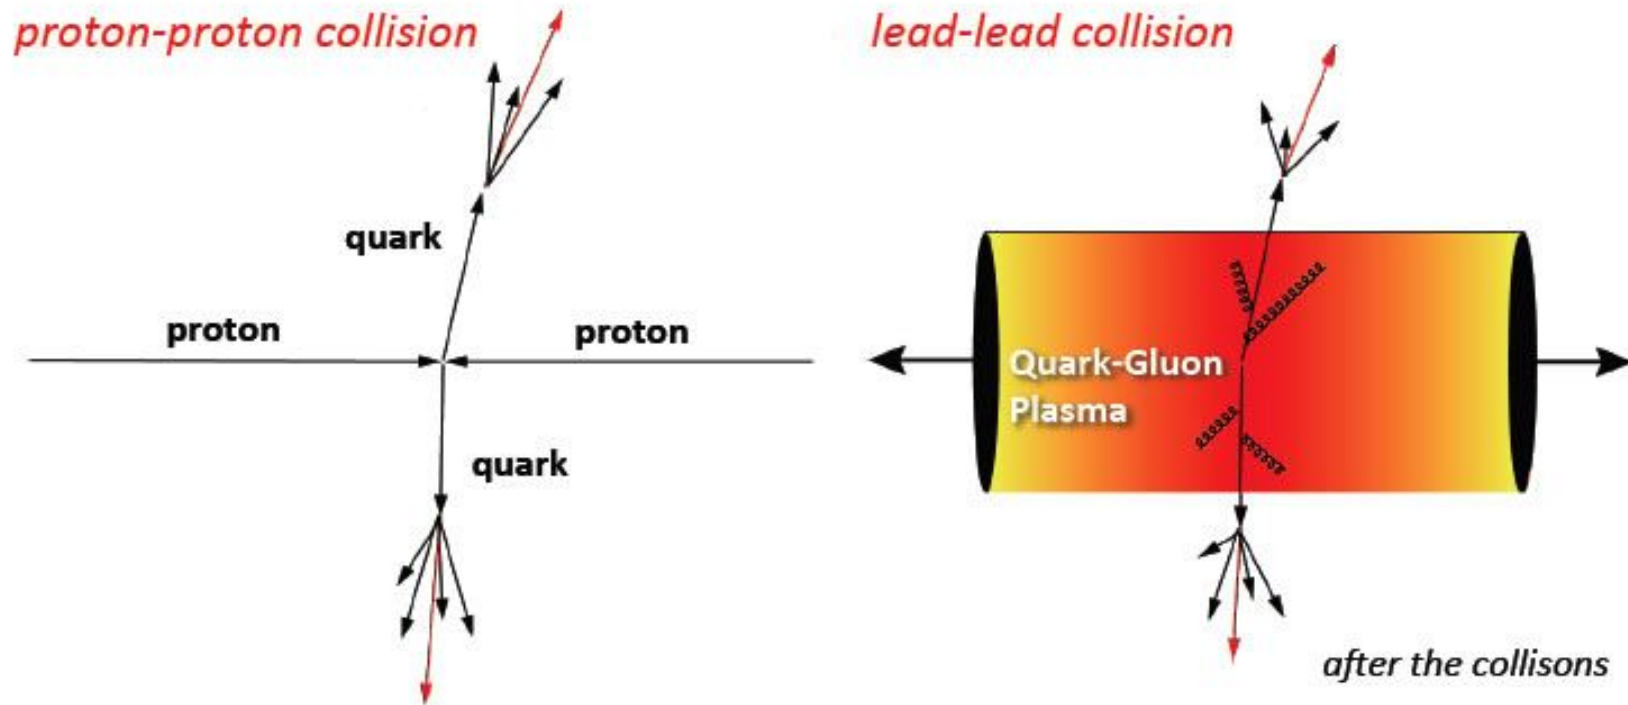 proton-proton collision
lead-lead collision
quark
proton
proton
Quark-Gluon
Plasma
quark
after the collisons